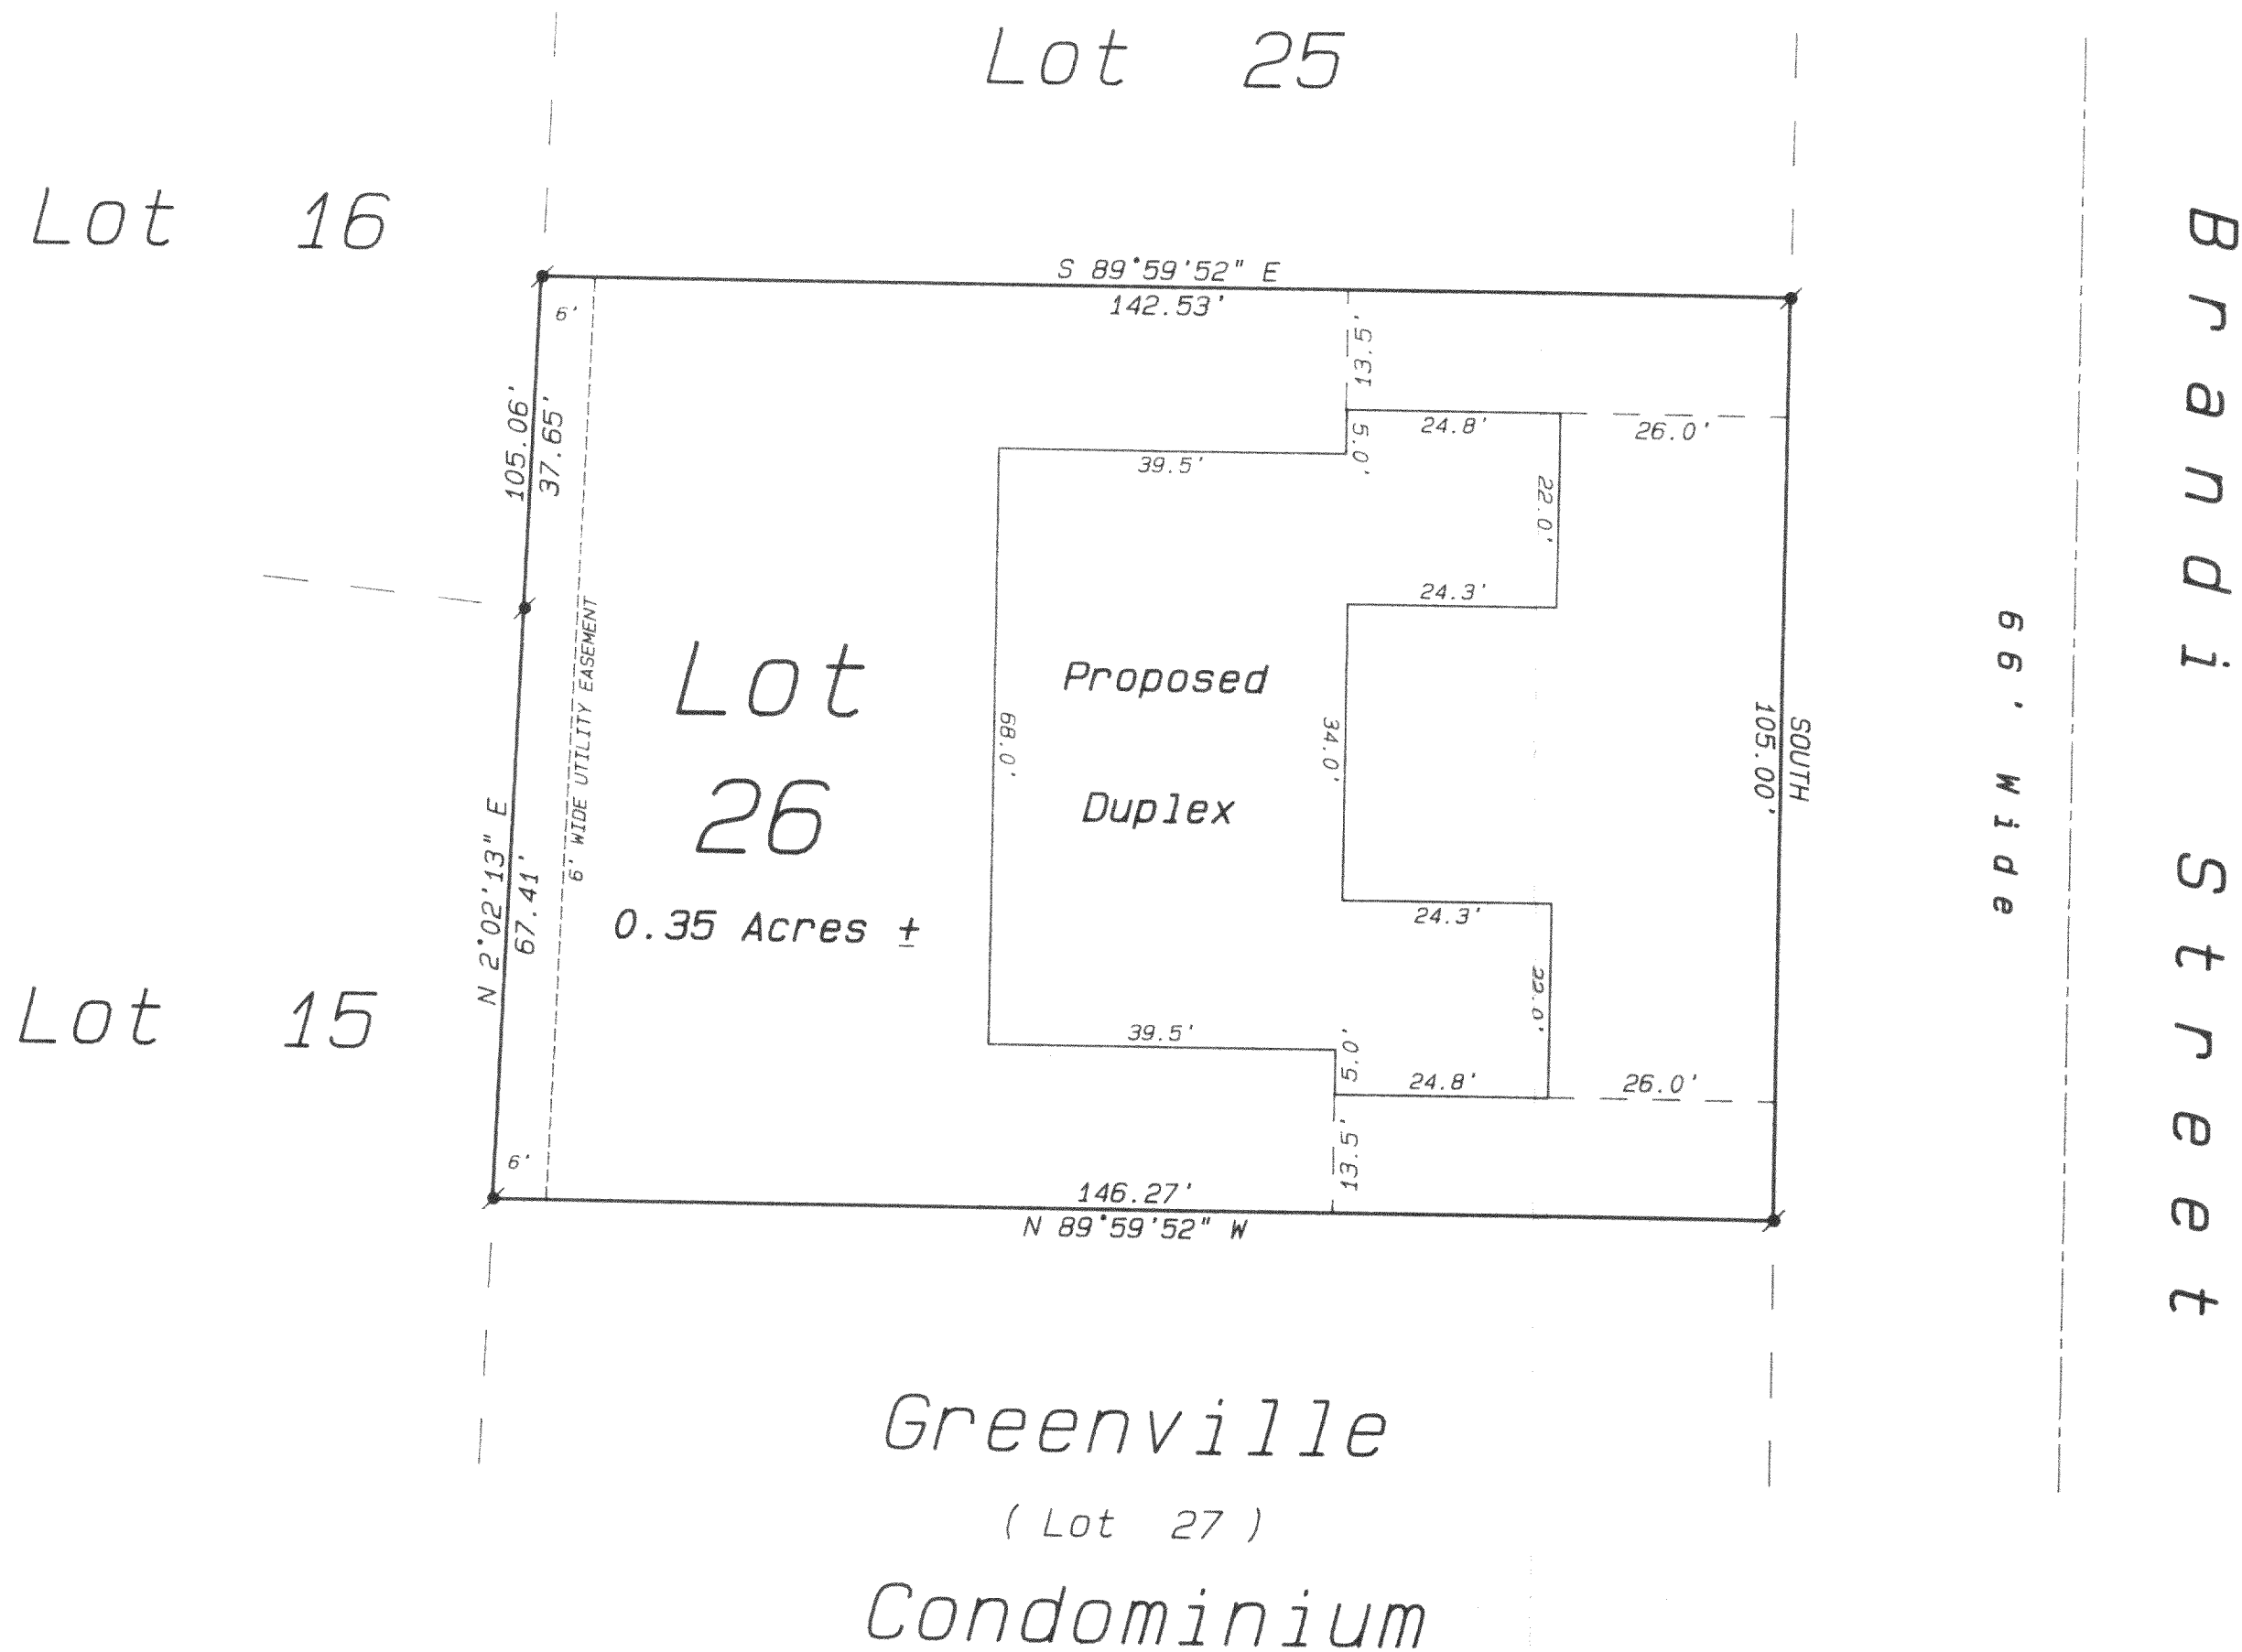 Lot 25
Lot 16
S 89°59'52" E
142.53'
6'
13.5'
105.06'
37.65'
24.8'
26.0'
5.0'
39.5'
22.0'
24.3'
6' WIDE UTILITY EASEMENT
Lot
26
0.35 Acres ±
Proposed
Duplex
68.0'
34.0'
SOUTH
105.00'
66' Wide
Brandi Street
N 2°02'13" E
67.41'
24.3'
22.0'
Lot 15
39.5'
5.0'
24.8'
26.0'
13.5'
6'
146.27'
N 89°59'52" W
Greenville
( Lot 27 )
Condominium